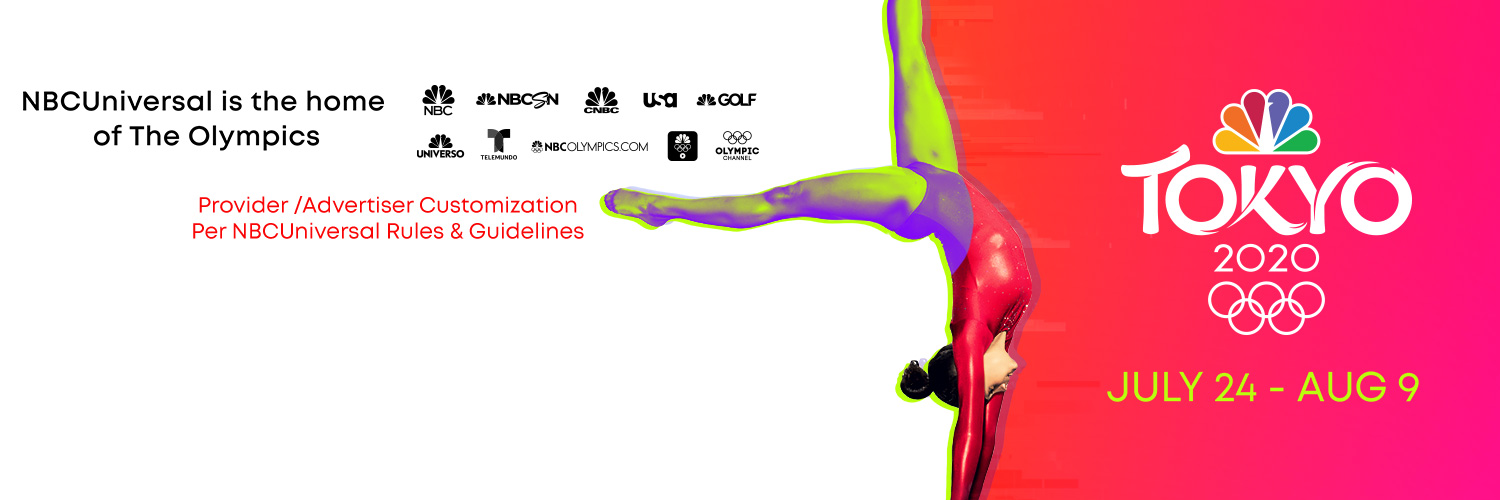 NBCUniversal is the home
of The Olympics
NBC NBCSN CNBC USA GOLF
UNIVERSO TELEMUNDO NBCOLYMPICS.COM OLYMPIC
CHANNEL
Provider /Advertiser Customization
Per NBCUniversal Rules & Guidelines
TOKYO
2020
JULY 24 - AUG 9